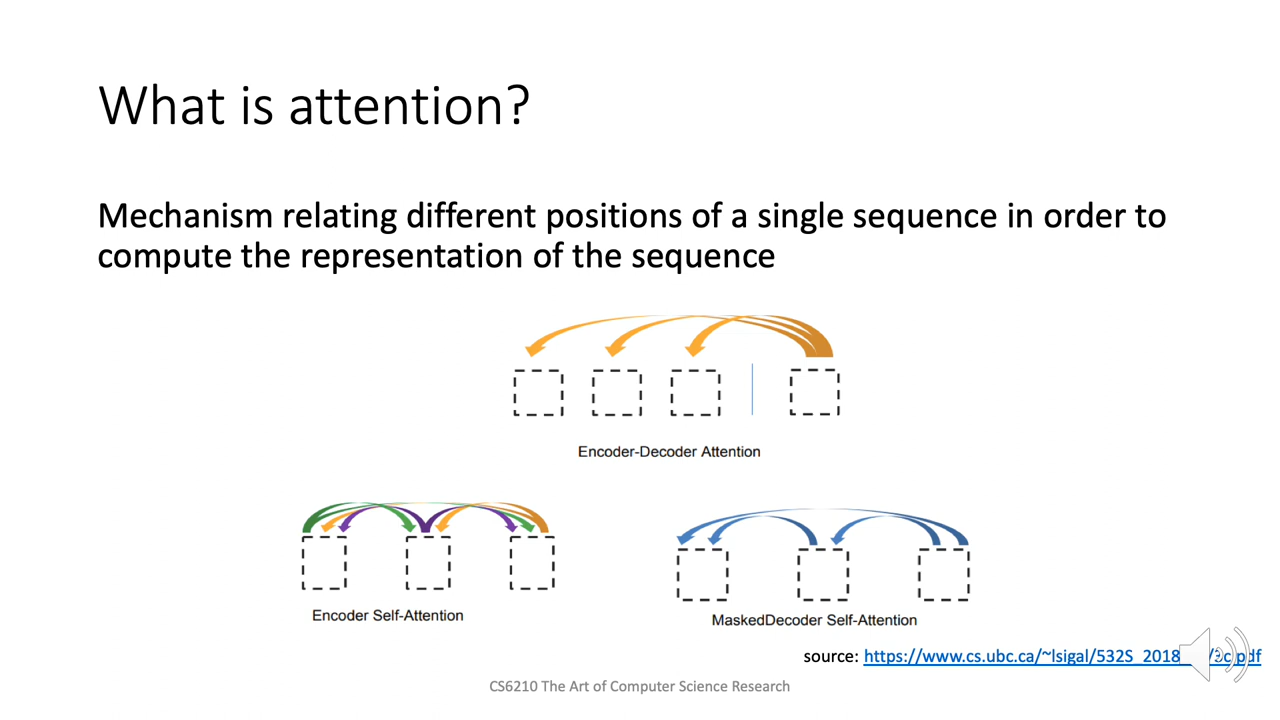 What is attention?
Mechanism relating different positions of a single sequence in order to
compute the representation of the sequence
Encoder-Decoder Attention
Encoder Self-Attention
MaskedDecoder Self-Attention
source: https://www.cs.ubc.ca/~lsigal/532S_2018 /3c.pdf
CS6210 The Art of Computer Science Research